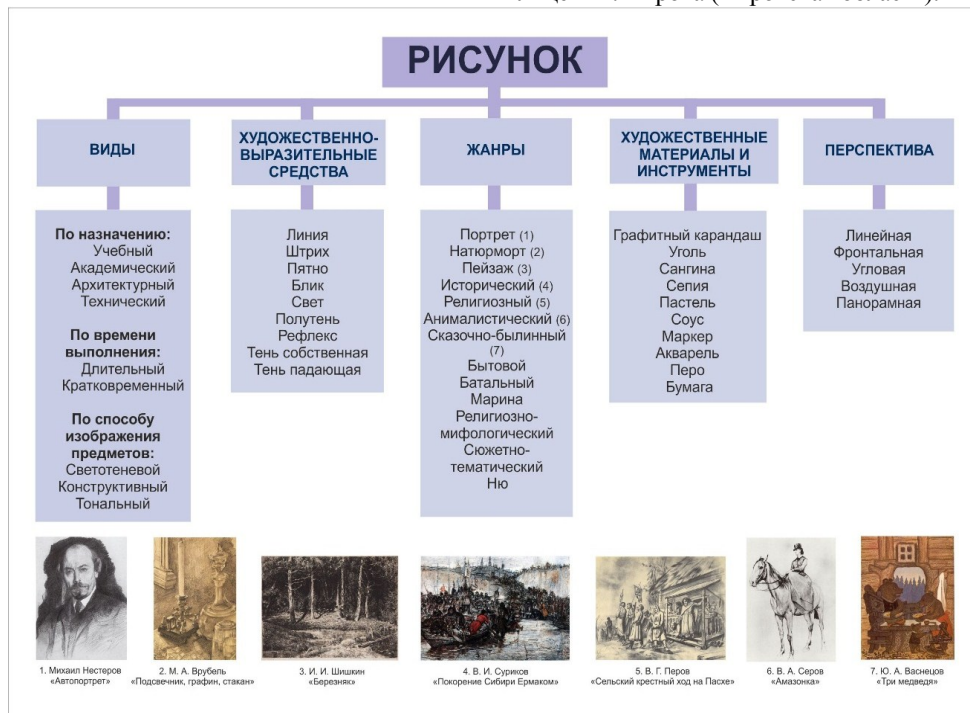 РИСУНОК
ВИДЫ
По назначению:
Учебный
Академический
Архитектурный
Технический
По времени
выполнения:
Длительный
Кратковременный
По способу
изображения
предметов:
Светотеневой
Конструктивный
Тональный
ХУДОЖЕСТВЕННО-
ВЫРАЗИТЕЛЬНЫЕ
СРЕДСТВА
Линия
Штрих
Пятно
Блик
Свет
Полутень
Рефлекс
Тень собственная
Тень падающая
ЖАНРЫ
Портрет (1)
Натюрморт (2)
Пейзаж (3)
Исторический (4)
Религиозный (5)
Анималистический (6)
Сказочно-былинный
(7)
Бытовой
Батальный
Марина
Религиозно-
мифологический
Сюжетно-
тематический
Ню
ХУДОЖЕСТВЕННЫЕ
МАТЕРИАЛЫ И
ИНСТРУМЕНТЫ
Графитный карандаш
Уголь
Сангина
Сепия
Пастель
Соус
Маркер
Акварель
Перо
Бумага
ПЕРСПЕКТИВА
Линейная
Фронтальная
Угловая
Воздушная
Панорамная
1. Михаил Нестеров
«Автопортрет»
2. М. А. Врубель
«Подсвечник, графин, стакан»
3. И. И. Шишкин
«Березняк»
4. В. И. Суриков
«Покорение Сибири Ермаком»
5. В. Г. Перов
«Сельский крестный ход на Пасхе»
6. В. А. Серов
«Амазонка»
7. Ю. А. Васнецов
«Три медведя»